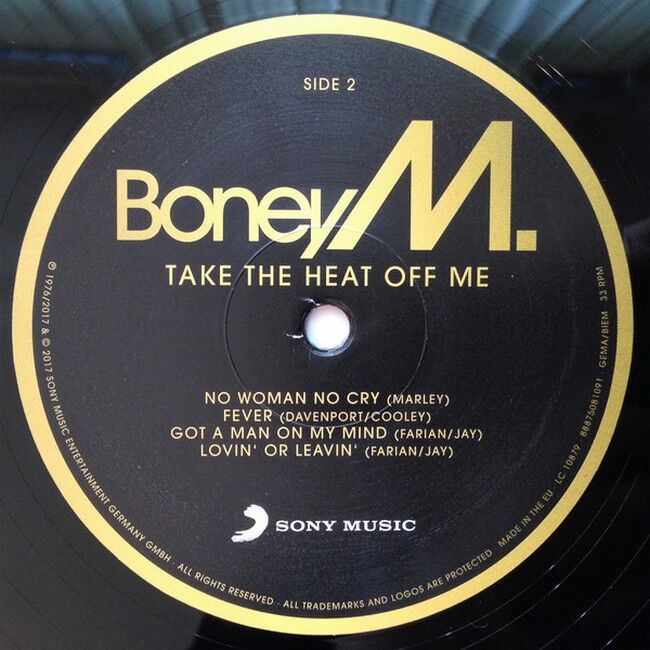 SIDE 2
Boney M.
TAKE THE HEAT OFF ME
NO WOMAN NO CRY (MARLEY)
FEVER (DAVENPORT/COOLEY)
GOT A MAN ON MY MIND (FARIAN/JAY)
LOVIN‘ OR LEAVIN‘ (FARIAN/JAY)
SONY MUSIC
℗ 1976/2017 & © 2017 SONY MUSIC ENTERTAINMENT GERMANY GMBH · ALL RIGHTS RESERVED · ALL TRADEMARKS AND LOGOS ARE PROTECTED · MADE IN THE EU · LC 10879 · 88875081091 · GEMA/BIEM · 33 RPM